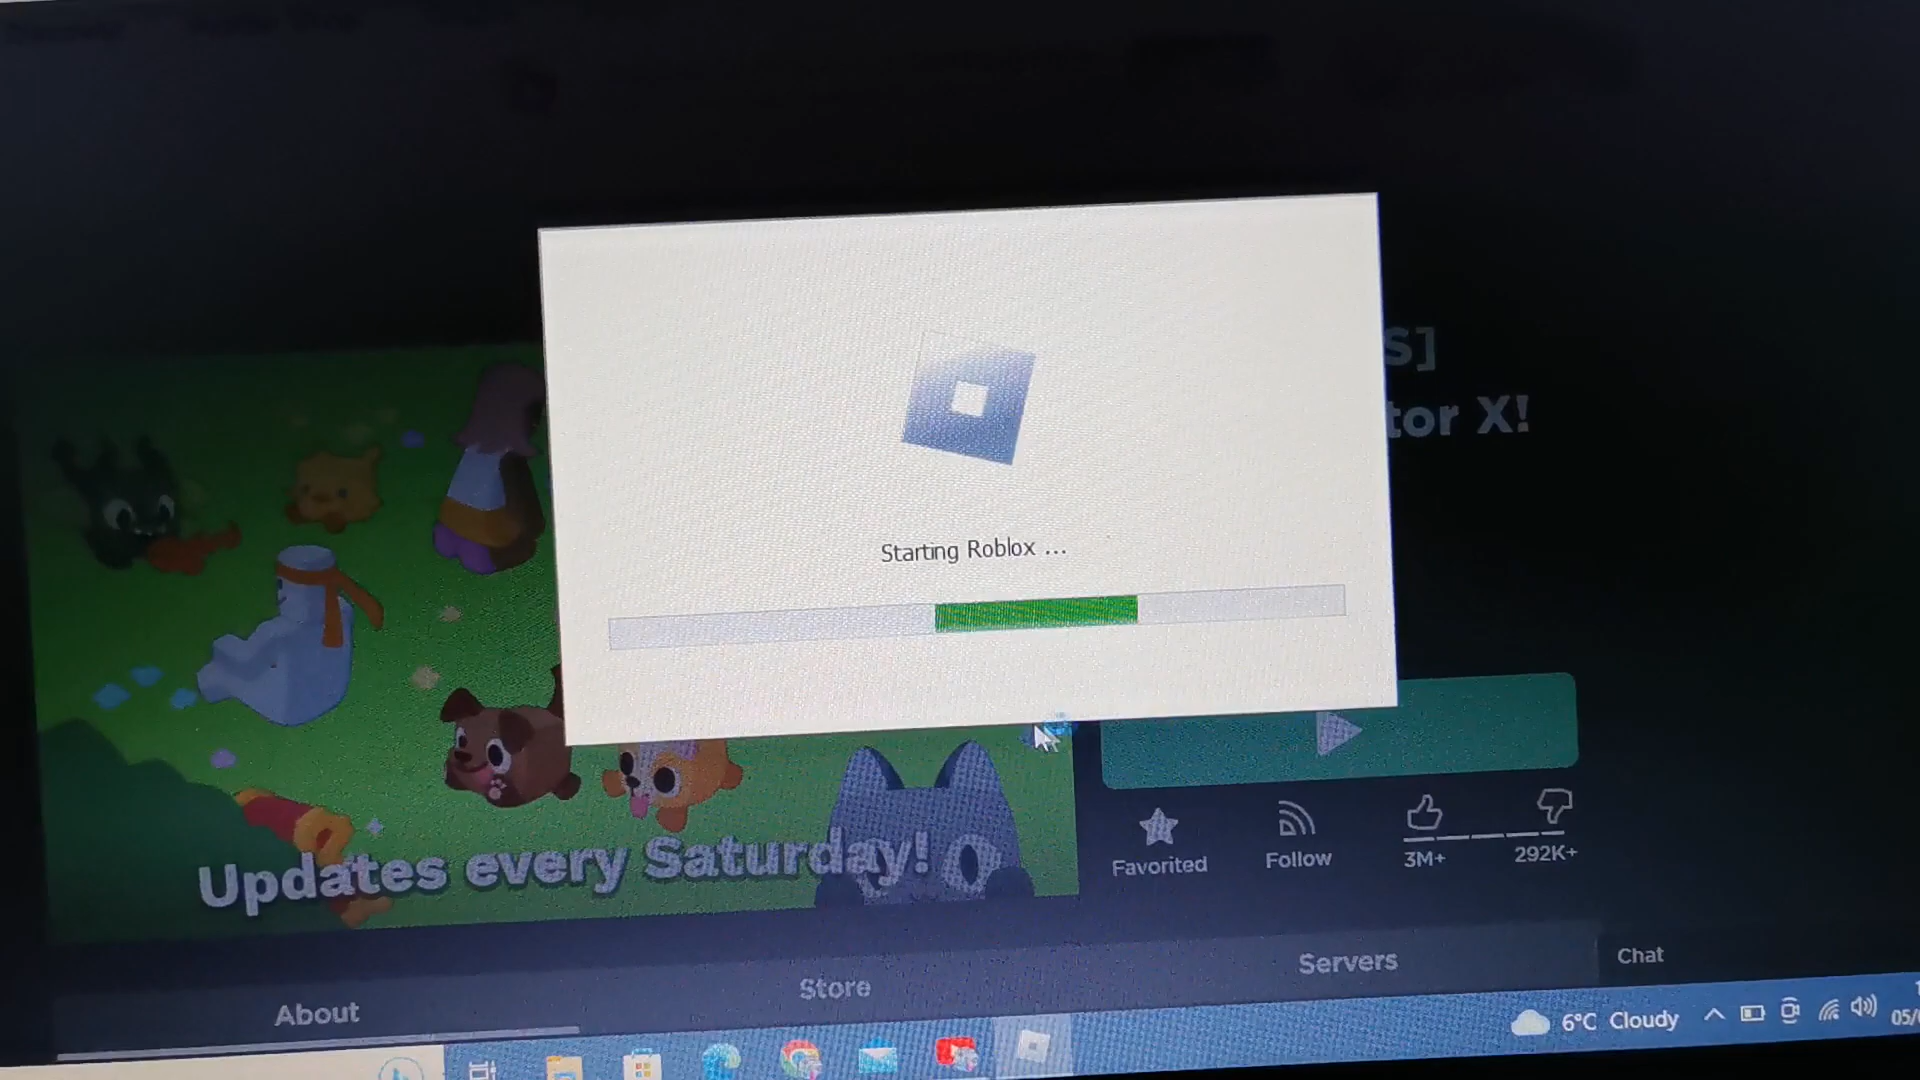 S]
tor X!
Starting Roblox ...
Updates every Saturday!
Favorited
Follow
3M+
292K+
About
Store
Servers
Chat
6°C Cloudy